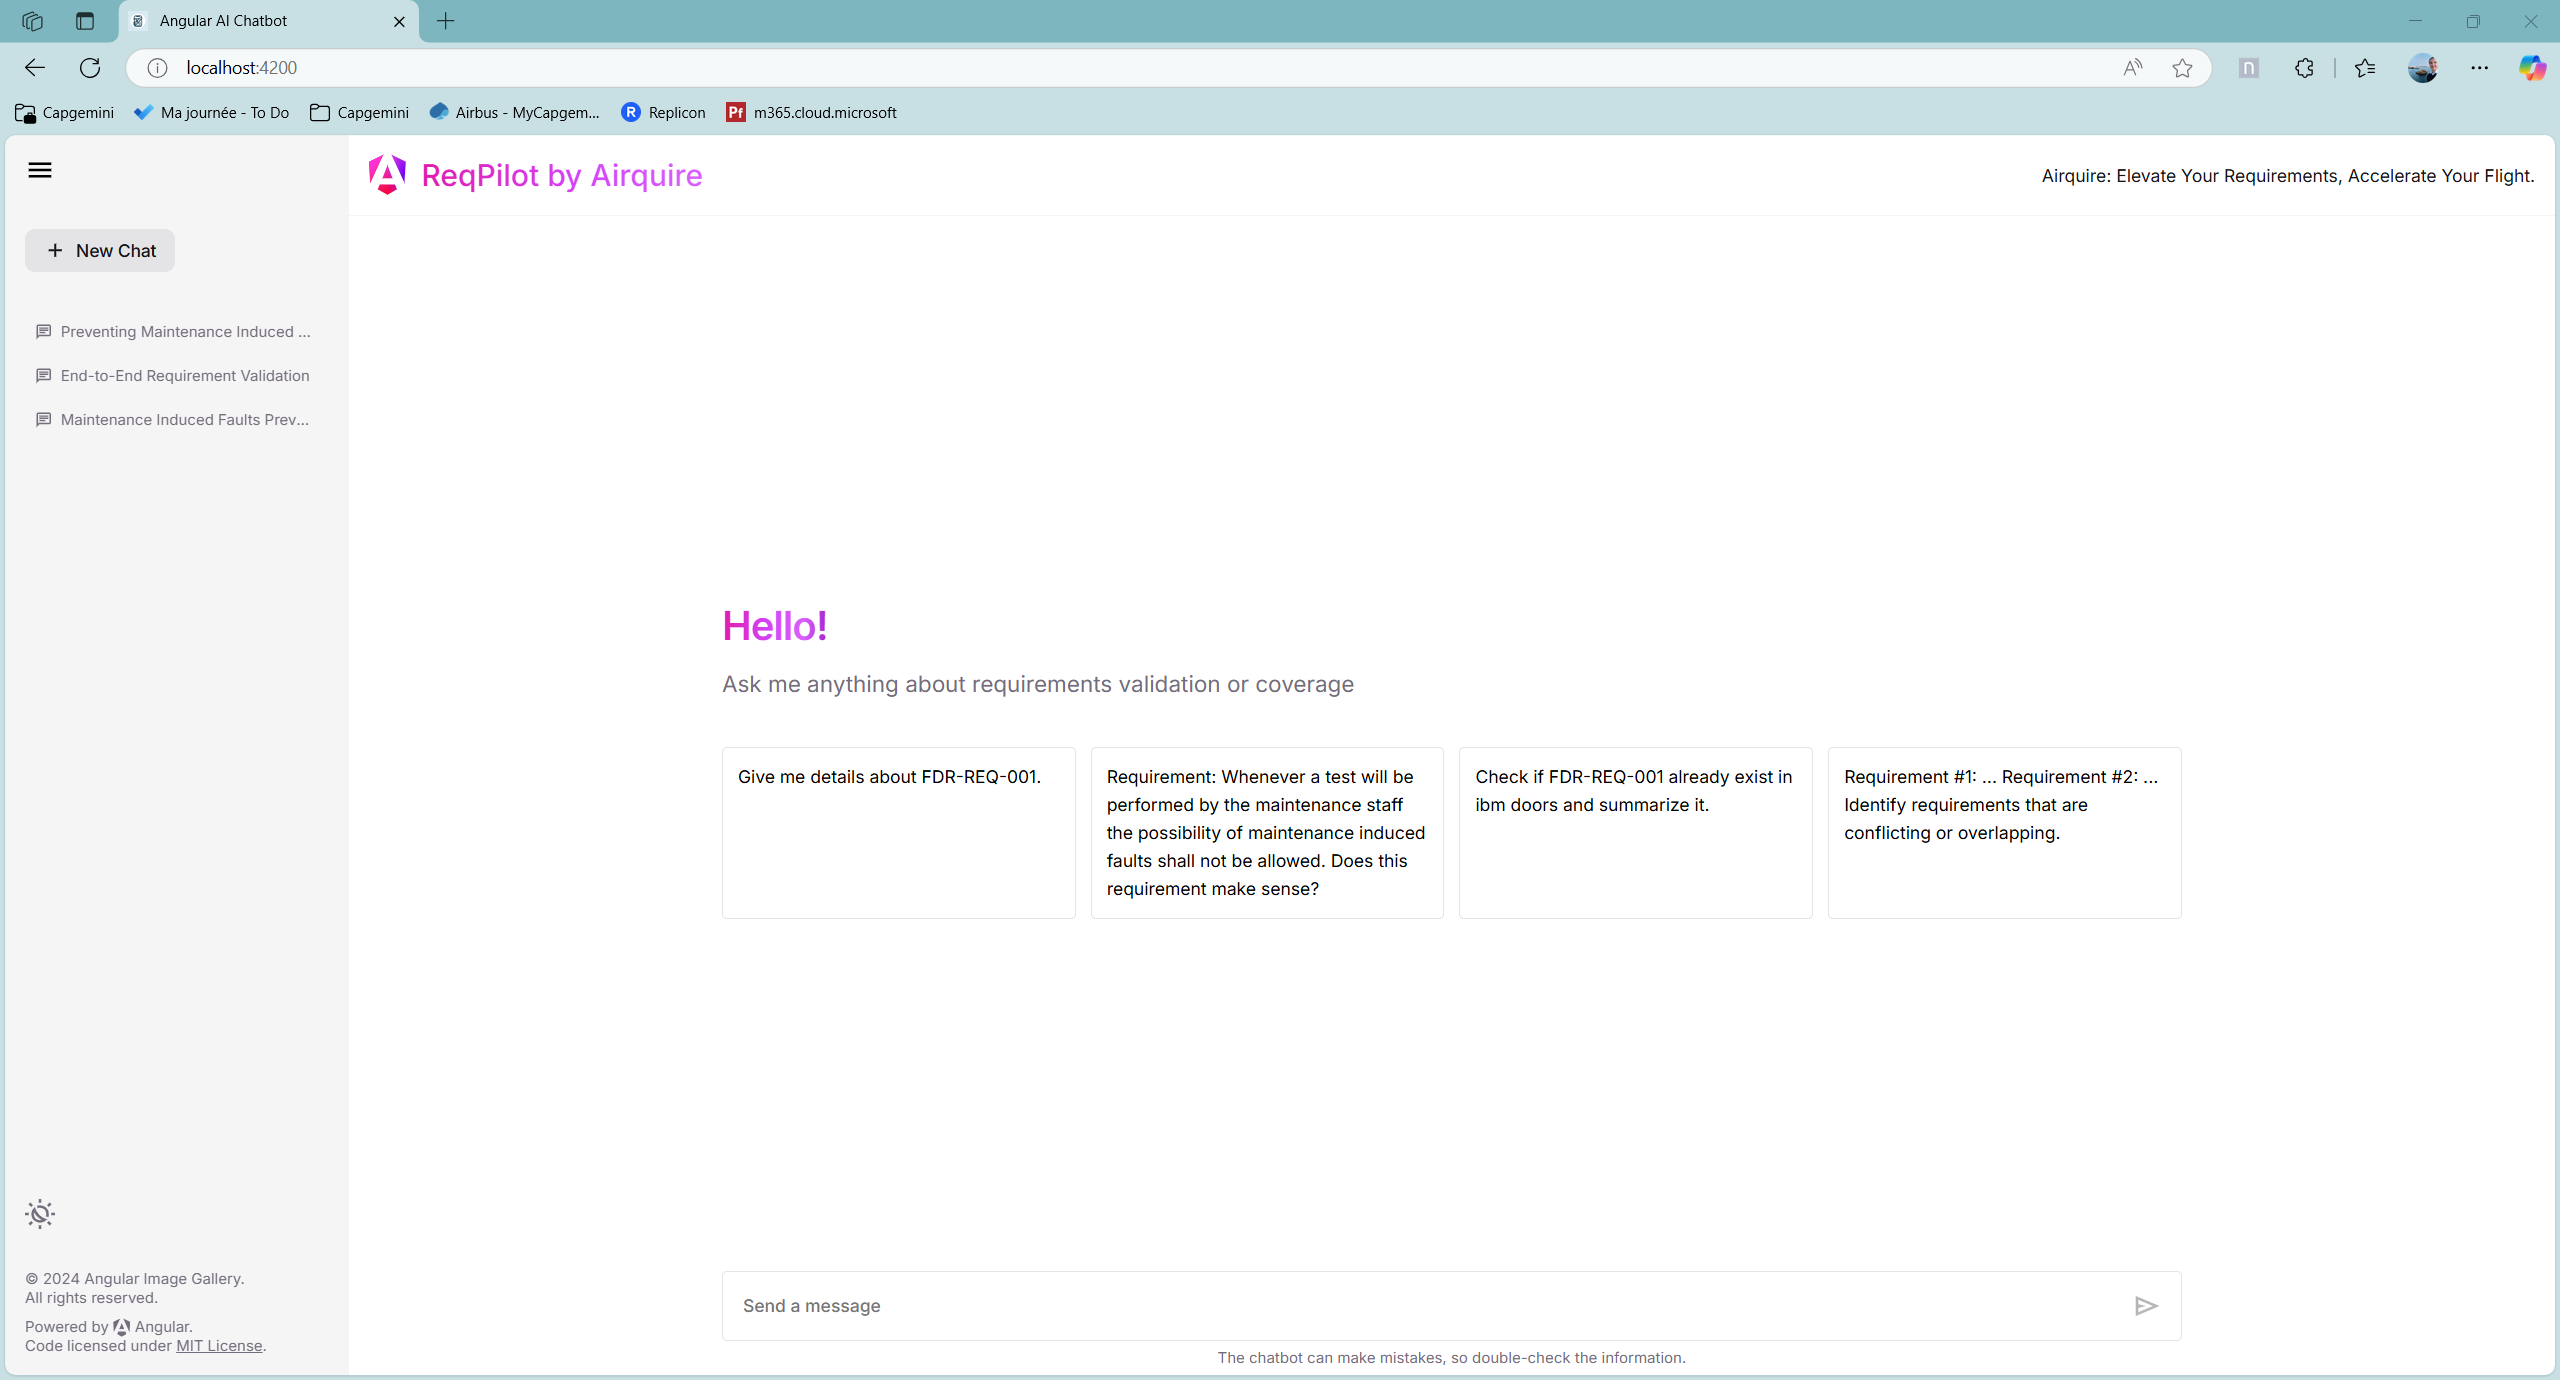 Angular AI Chatbot
localhost:4200
Capgemini
Ma journée - To Do
Capgemini
Airbus - MyCapgem...
Replicon
m365.cloud.microsoft
ReqPilot by Airquire
Airquire: Elevate Your Requirements, Accelerate Your Flight.
+ New Chat
Preventing Maintenance Induced ...
End-to-End Requirement Validation
Maintenance Induced Faults Prev...
Hello!
Ask me anything about requirements validation or coverage
Give me details about FDR-REQ-001.
Requirement: Whenever a test will be
performed by the maintenance staff
the possibility of maintenance induced
faults shall not be allowed. Does this
requirement make sense?
Check if FDR-REQ-001 already exist in
ibm doors and summarize it.
Requirement #1: ... Requirement #2: ...
Identify requirements that are
conflicting or overlapping.
© 2024 Angular Image Gallery.
All rights reserved.
Powered by Angular.
Code licensed under MIT License.
Send a message
The chatbot can make mistakes, so double-check the information.